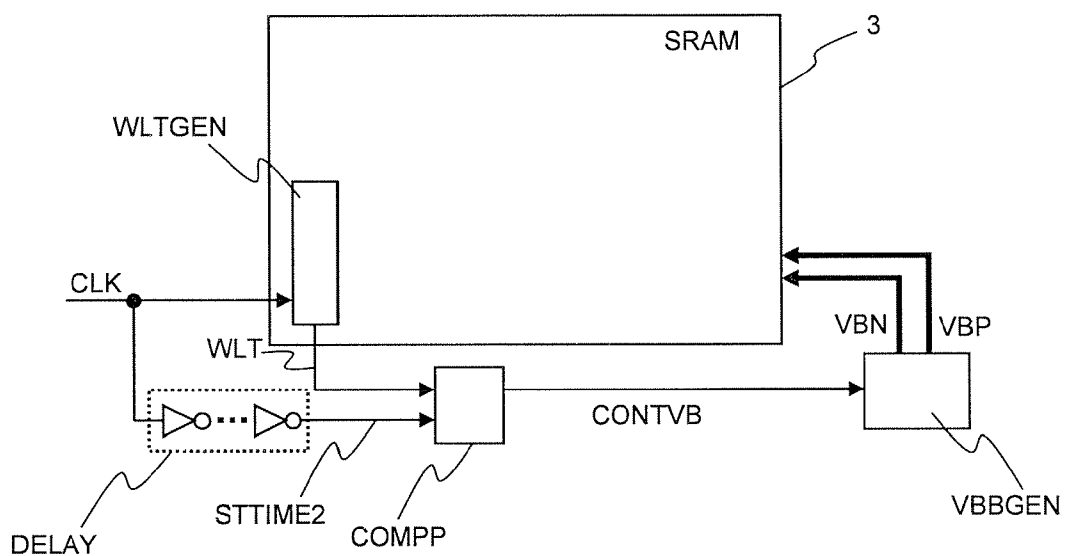 SRAM
3
WLTGEN
CLK
WLT
VBN
VBP
CONTVB
DELAY
STTIME2
COMPP
VBBGEN